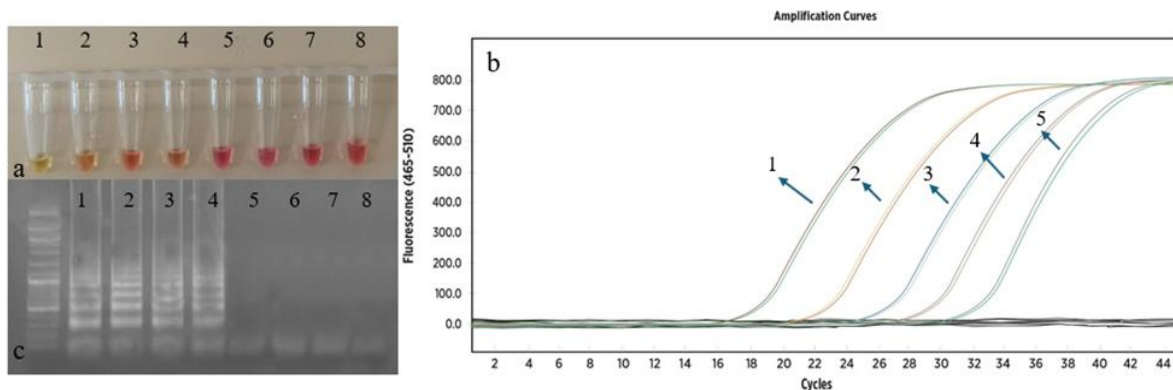 1 2 3 4 5 6 7 8
a
1 2 3 4 5 6 7 8
c
Amplification Curves
b
Fluorescence (465-510)
800.0
700.0
600.0
500.0
400.0
300.0
200.0
100.0
0.0
1 2 3 4 5
2 4 6 8 10 12 14 16 18 20 22 24 26 28 30 32 34 36 38 40 42 44
Cycles